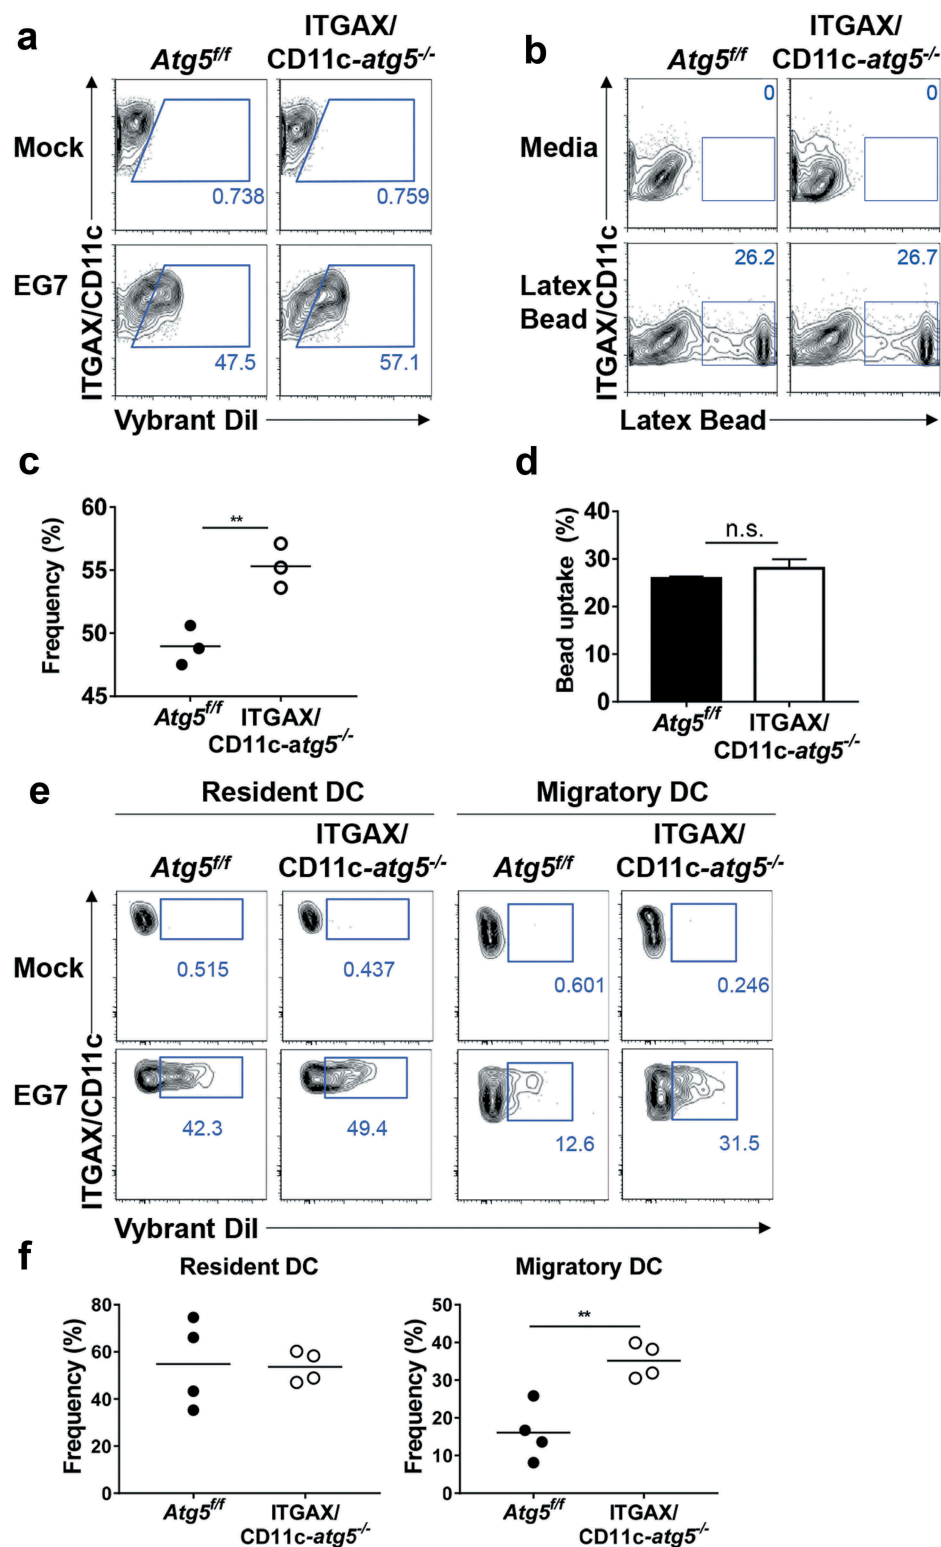 a
Atg5f/f
ITGAX/
CD11c-atg5-/-
Mock
0.738
0.759
EG7
47.5
57.1
ITGAX/CD11c
Vybrant DiI
b
Atg5f/f
ITGAX/
CD11c-atg5-/-
Media
0
0
Latex
Bead
26.2
26.7
ITGAX/CD11c
Latex Bead
c
60
55
50
45
Frequency (%)
**
Atg5f/f
ITGAX/
CD11c-atg5-/-
d
40
30
20
10
0
Bead uptake (%)
n.s.
Atg5f/f
ITGAX/
CD11c-atg5-/-
e
Resident DC
Migratory DC
Atg5f/f
ITGAX/
CD11c-atg5-/-
Atg5f/f
ITGAX/
CD11c-atg5-/-
Mock
0.515
0.437
0.601
0.246
EG7
42.3
49.4
12.6
31.5
ITGAX/CD11c
Vybrant DiI
f
Resident DC
80
60
40
20
0
Frequency (%)
Atg5f/f
ITGAX/
CD11c-atg5-/-
Migratory DC
50
40
30
20
10
0
Frequency (%)
**
Atg5f/f
ITGAX/
CD11c-atg5-/-